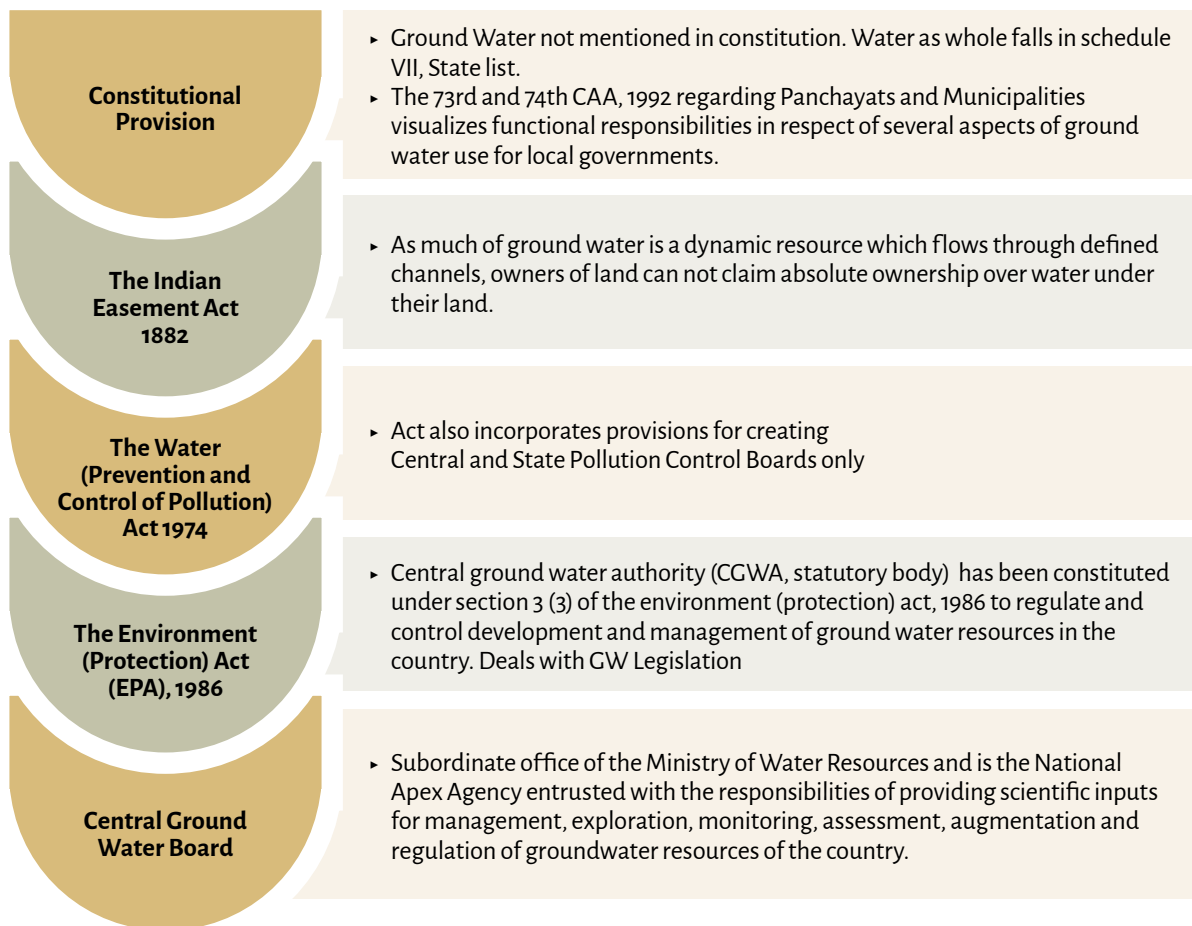 Constitutional
Provision
▸ Ground Water not mentioned in constitution. Water as whole falls in schedule
VII, State list.
▸ The 73rd and 74th CAA, 1992 regarding Panchayats and Municipalities
visualizes functional responsibilities in respect of several aspects of ground
water use for local governments.
The Indian
Easement Act
1882
▸ As much of ground water is a dynamic resource which flows through defined
channels, owners of land can not claim absolute ownership over water under
their land.
The Water
(Prevention and
Control of Pollution)
Act 1974
▸ Act also incorporates provisions for creating
Central and State Pollution Control Boards only
The Environment
(Protection) Act
(EPA), 1986
▸ Central ground water authority (CGWA, statutory body) has been constituted
under section 3 (3) of the environment (protection) act, 1986 to regulate and
control development and management of ground water resources in the
country. Deals with GW Legislation
Central Ground
Water Board
▸ Subordinate office of the Ministry of Water Resources and is the National
Apex Agency entrusted with the responsibilities of providing scientific inputs
for management, exploration, monitoring, assessment, augmentation and
regulation of groundwater resources of the country.